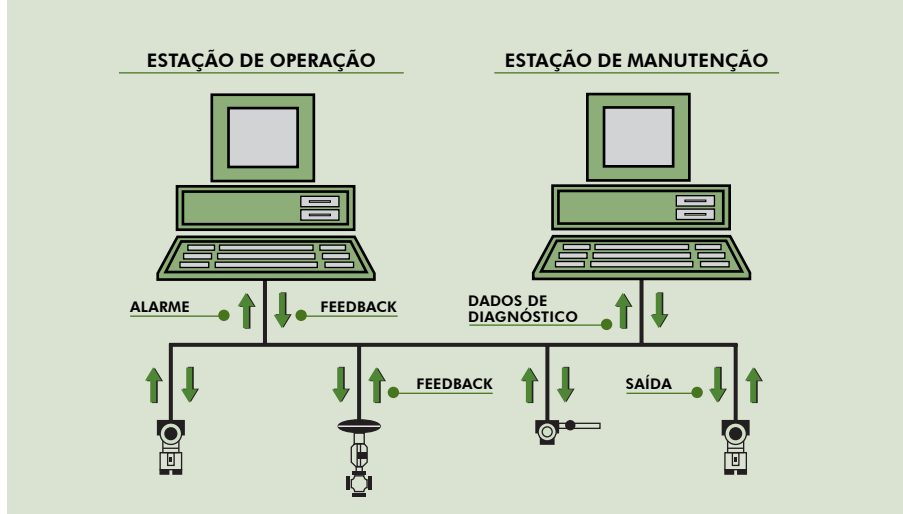 ESTAÇÃO DE OPERAÇÃO
ESTAÇÃO DE MANUTENÇÃO
ALARME
FEEDBACK
DADOS DE
DIAGNÓSTICO
FEEDBACK
SAÍDA